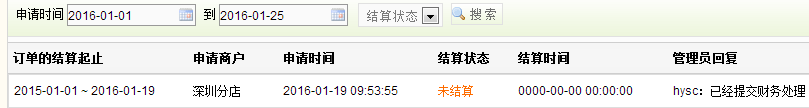 申请时间 2016-01-01 到 2016-01-25 结算状态 搜索
订单的结算起止 申请商户 申请时间 结算状态 结算时间 管理员回复
2015-01-01 ~ 2016-01-19 深圳分店 2016-01-19 09:53:55 未结算 0000-00-00 00:00:00 hysc：已经提交财务处理